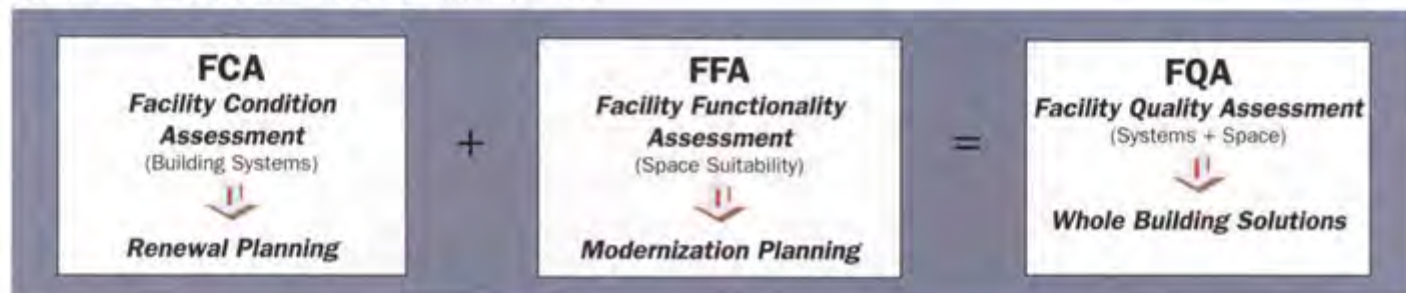 FCA
Facility Condition
Assessment
(Building Systems)
Renewal Planning
+
FFA
Facility Functionality
Assessment
(Space Suitability)
Modernization Planning
=
FQA
Facility Quality Assessment
(Systems + Space)
Whole Building Solutions